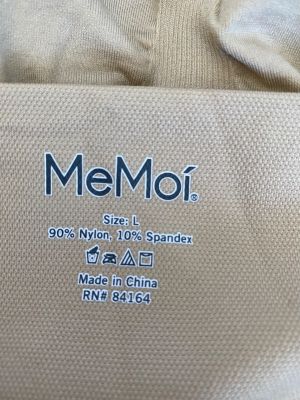 MeMoí®
Size: L
90% Nylon, 10% Spandex
Made in China
RN# 84164